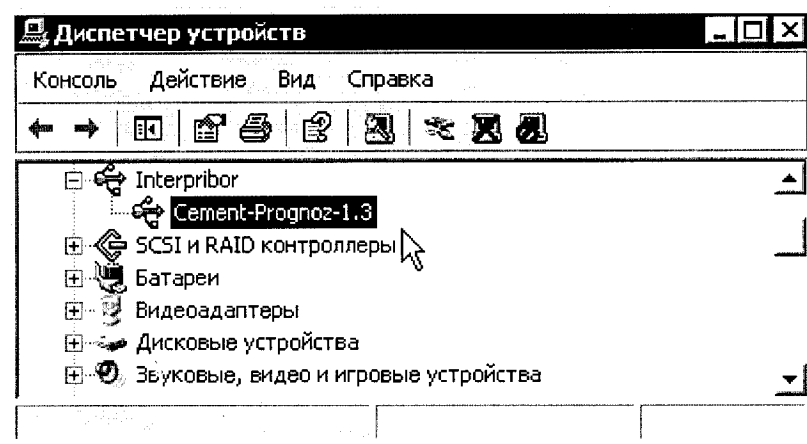 Диспетчер устройств
Консоль Действие Вид Справка
Interpribor
Cement-Prognoz-1.3
SCSI и RAID контроллеры
Батареи
Видеоадаптеры
Дисковые устройства
Звуковые, видео и игровые устройства